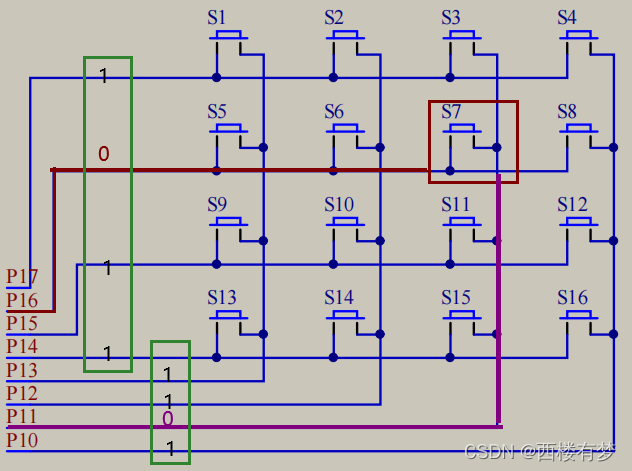 S1 S2 S3 S4
1
S5 S6 S7 S8
0
S9 S10 S11 S12
1
P17
S13 S14 S15 S16
P16
P15
P14 1
P13 1
P12 1
P11 0
P10 1
CSDN @西楼有梦